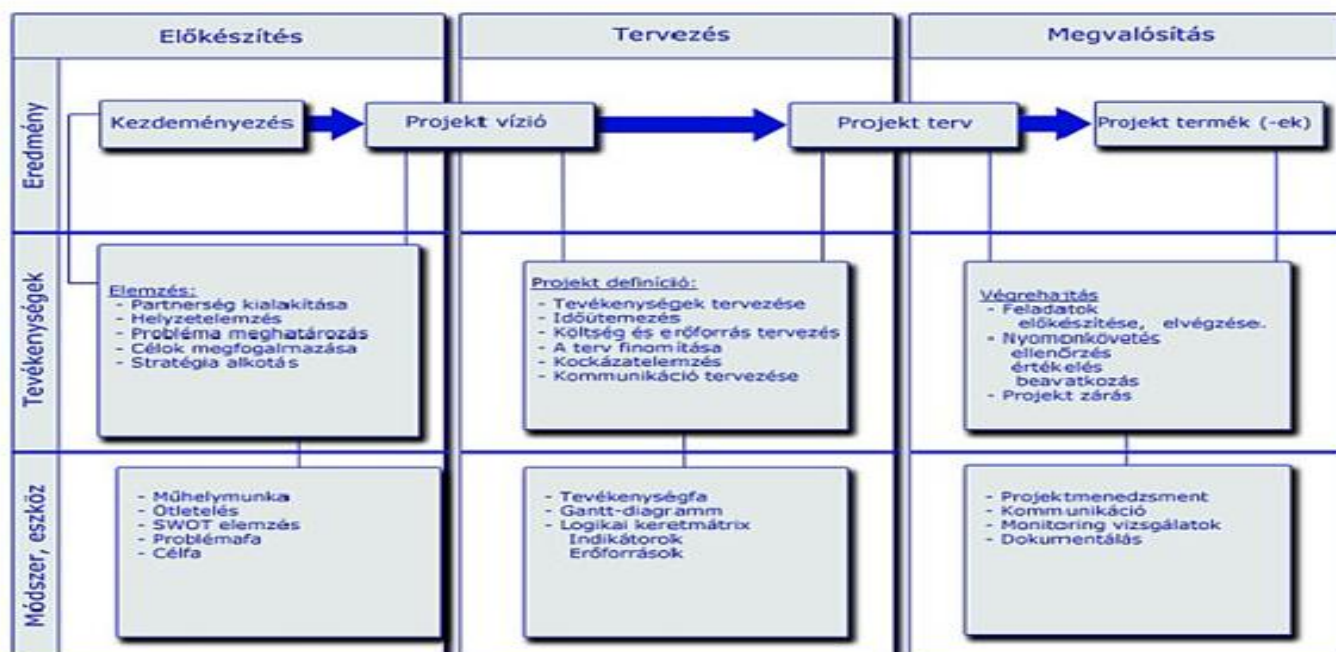 Előkészítés
Tervezés
Megvalósítás
Eredmény
Kezdeményezés
Projekt vízió
Projekt terv
Projekt termék (-ek)
Tevékenységek
Elemzés:
- Partnerség kialakítása
- Helyzetelemzés
- Probléma meghatározás
- Célok megfogalmazása
- Stratégia alkotás
Projekt definíció:
- Tevékenységek tervezése
- Időütemezés
- Költség és erőforrás tervezés
- A terv finomítása
- Kockázatelemzés
- Kommunikáció tervezése
Végrehajtás
- Feladatok
előkészítése, elvégzése.
- Nyomonkövetés
ellenőrzés
értékelés
beavatkozás
- Projekt zárás
Módszer, eszköz
- Műhelymunka
- Ötletelés
- SWOT elemzés
- Problémafa
- Célfa
- Tevékenységfa
- Gantt-diagramm
- Logikai keretmátrix
Indikátorok
Erőforrások
- Projektmenedzsment
- Kommunikáció
- Monitoring vizsgálatok
- Dokumentálás